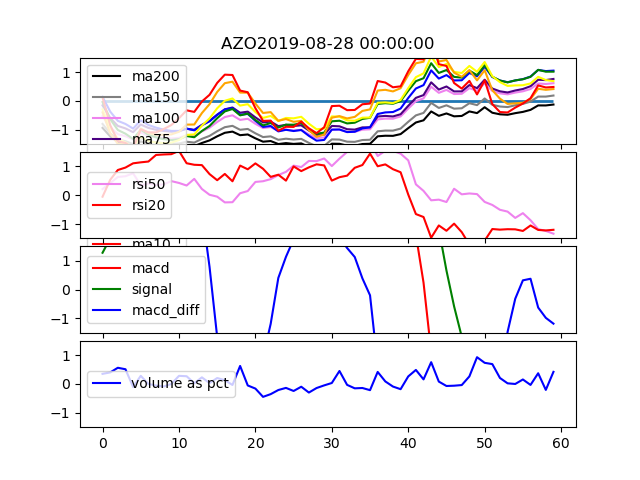 AZO2019-08-28 00:00:00
1
0
−1
ma200
ma150
ma100
ma75
1
0
−1
rsi50
rsi20
ma10
1
0
−1
macd
signal
macd_diff
1
0
−1
volume as pct
0 10 20 30 40 50 60